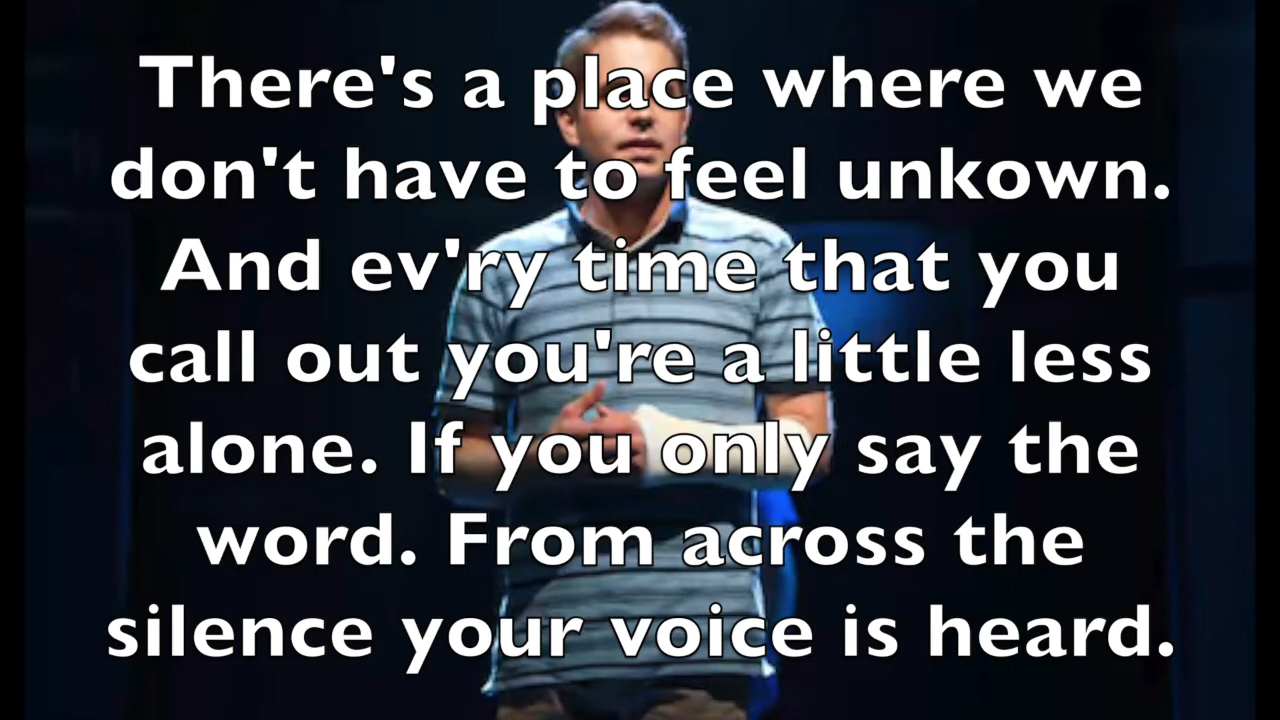 There's a place where we
don't have to feel unkown.
And ev'ry time that you
call out you're a little less
alone. If you only say the
word. From across the
silence your voice is heard.